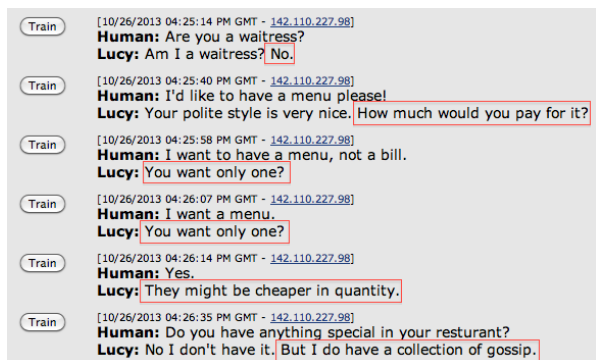 Train
[10/26/2013 04:25:14 PM GMT - 142.110.227.98]
Human: Are you a waitress?
Lucy: Am I a waitress? No.
Train
[10/26/2013 04:25:40 PM GMT - 142.110.227.98]
Human: I'd like to have a menu please!
Lucy: Your polite style is very nice. How much would you pay for it?
Train
[10/26/2013 04:25:58 PM GMT - 142.110.227.98]
Human: I want to have a menu, not a bill.
Lucy: You want only one?
Train
[10/26/2013 04:26:07 PM GMT - 142.110.227.98]
Human: I want a menu.
Lucy: You want only one?
Train
[10/26/2013 04:26:14 PM GMT - 142.110.227.98]
Human: Yes.
Lucy: They might be cheaper in quantity.
Train
[10/26/2013 04:26:35 PM GMT - 142.110.227.98]
Human: Do you have anything special in your resturant?
Lucy: No I don't have it. But I do have a collection of gossip.